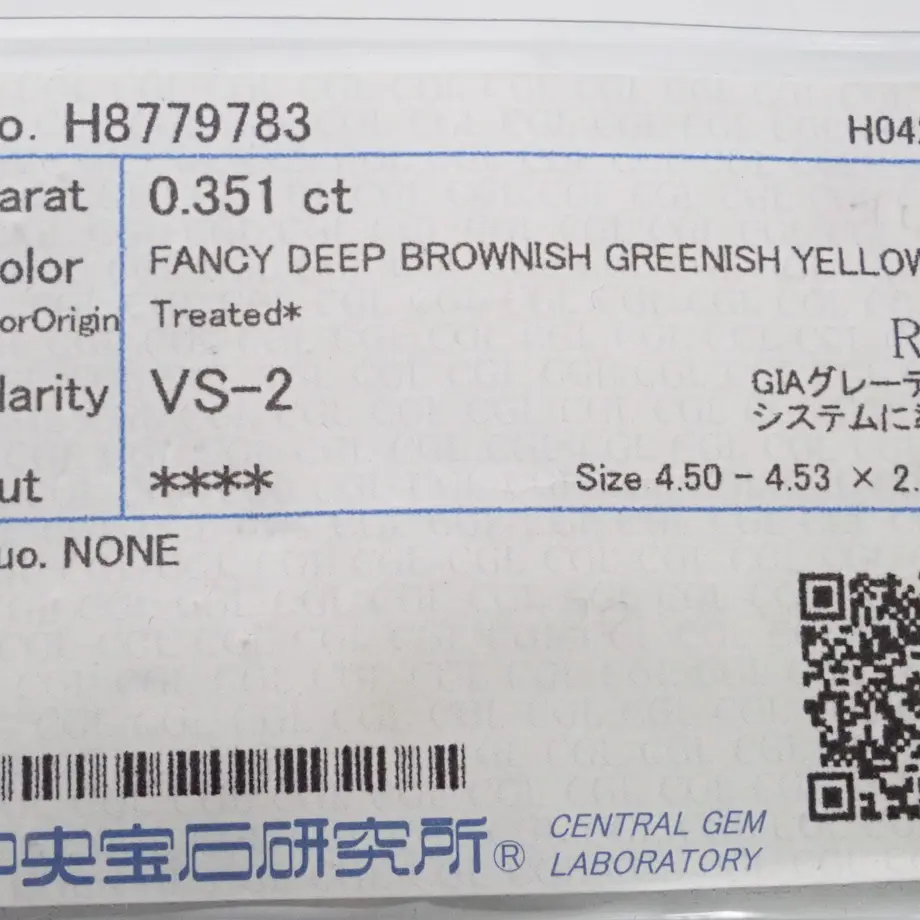 o. H8779783 H042
arat 0.351 ct
olor FANCY DEEP BROWNISH GREENISH YELLOW
orOrigin Treated*
R
larity VS-2 GIAグレーデ
システムに
ut **** Size 4.50 - 4.53 × 2.
uo. NONE
中央宝石研究所® CENTRAL GEM
LABORATORY